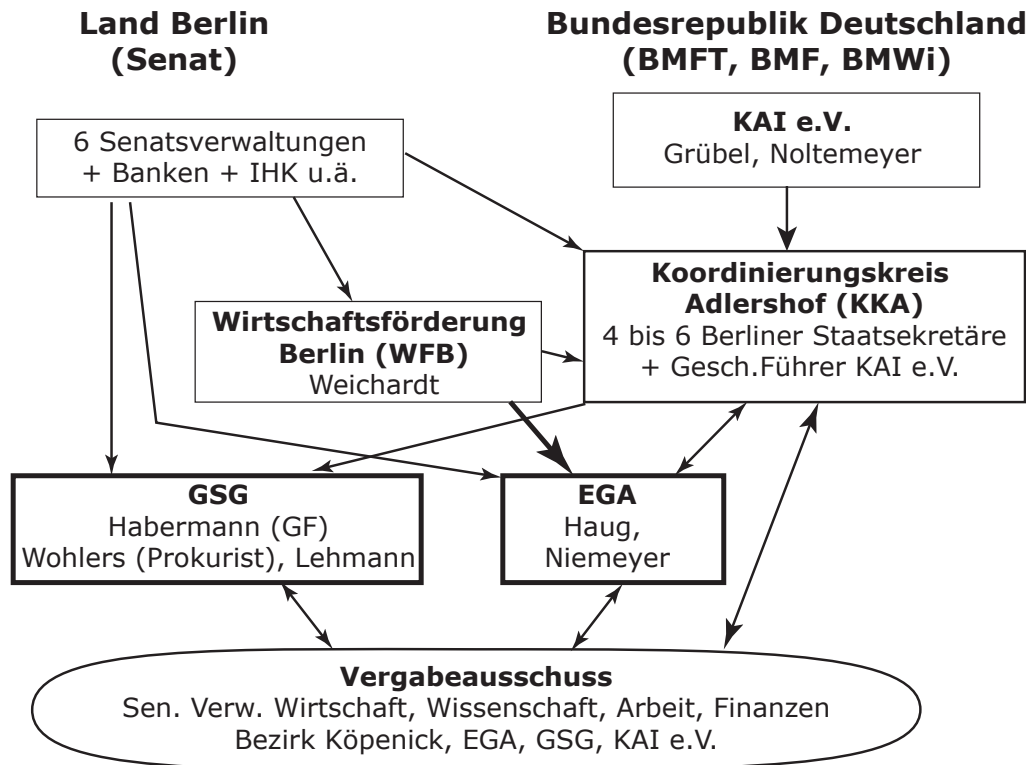 Land Berlin
(Senat)
Bundesrepublik Deutschland
(BMFT, BMF, BMWi)
6 Senatsverwaltungen
+ Banken + IHK u.ä.
KAI e.V.
Grübel, Noltemeyer
Koordinierungskreis
Adlershof (KKA)
4 bis 6 Berliner Staatsekretäre
+ Gesch.Führer KAI e.V.
Wirtschaftsförderung
Berlin (WFB)
Weichardt
GSG
Habermann (GF)
Wohlers (Prokurist), Lehmann
EGA
Haug,
Niemeyer
Vergabeausschuss
Sen. Verw. Wirtschaft, Wissenschaft, Arbeit, Finanzen
Bezirk Köpenick, EGA, GSG, KAI e.V.